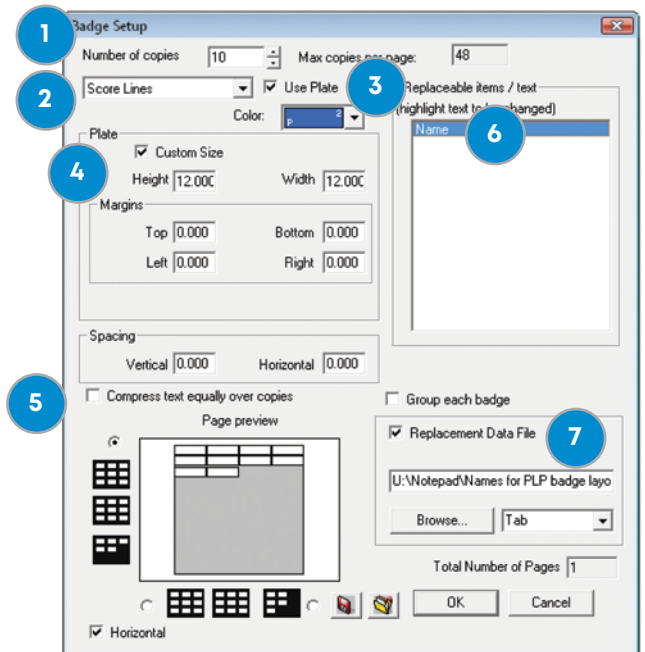 Badge Setup
1
Number of copies 10 Max copies per page: 48
2
Score Lines Use Plate
3
Replaceable items / text
(highlight text to be changed)
Color: P 2
Name
6
Plate
4
Custom Size
Height 12.000 Width 12.000
Margins
Top 0.000 Bottom 0.000
Left 0.000 Right 0.000
Spacing
Vertical 0.000 Horizontal 0.000
5
Compress text equally over copies
Page preview
Group each badge
Replacement Data File
7
U:\Notepad\Names for PLP badge layo
Browse... Tab
Total Number of Pages 1
OK Cancel
Horizontal